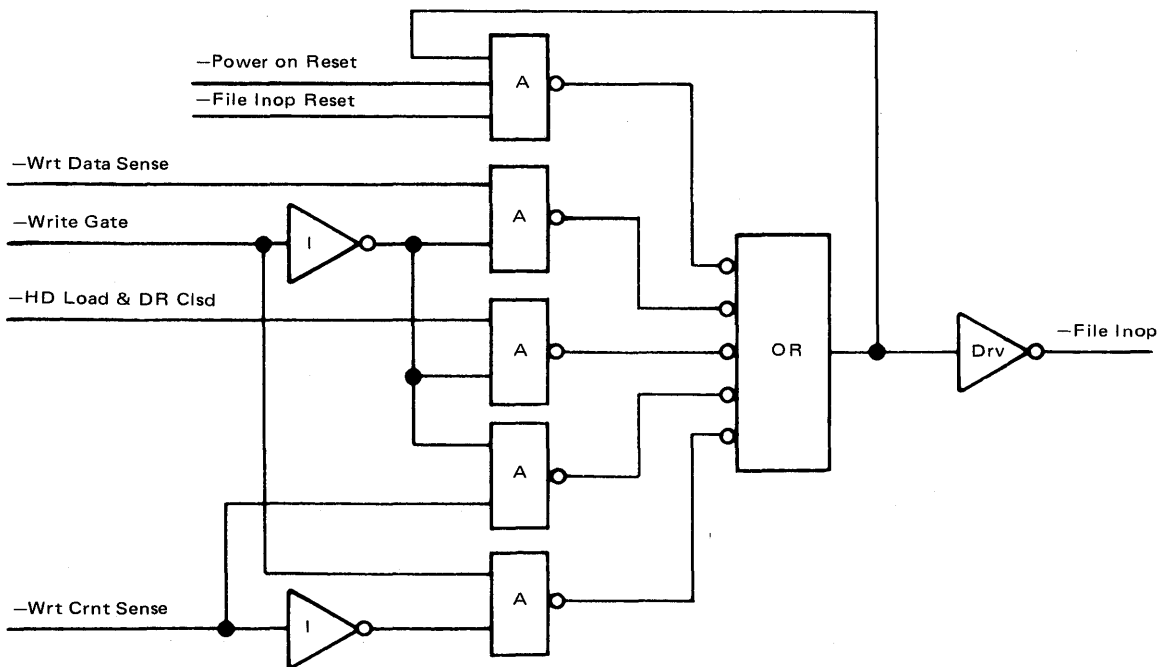 —Power on Reset
A
—File Inop Reset
—Wrt Data Sense
A
—Write Gate
I
—HD Load & DR Clsd
A
OR
Drv
—File Inop
A
—Wrt Crnt Sense
I
A